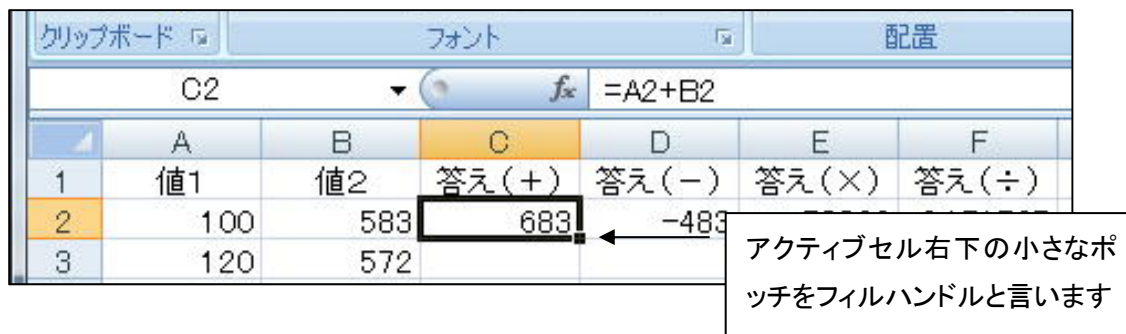 クリップボード フォント 配置
C2 fx =A2+B2
A B C D E F
1 値1 値2 答え(+) 答え(-) 答え(×) 答え(÷)
2 100 583 683 -483
3 120 572
アクティブセル右下の小さなポ
ッチをフィルハンドルと言います